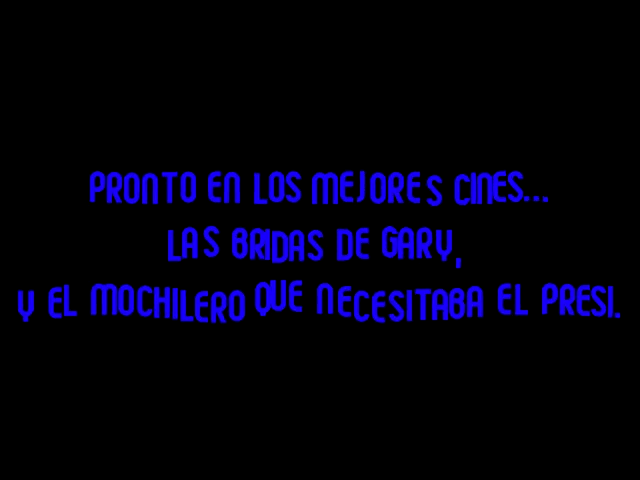 PRONTO EN LOS MEJORES CINES...
LAS BRIDAS DE GARY,
Y EL MOCHILERO QUE NECESITABA EL PRESI.